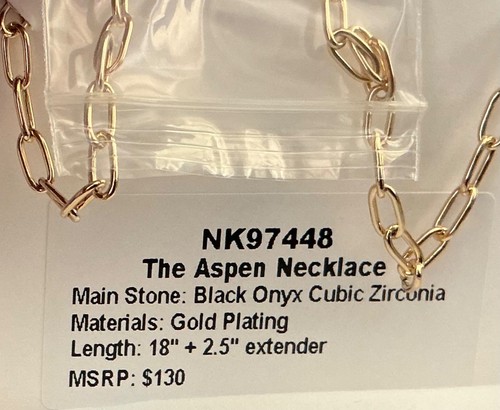 NK97448
The Aspen Necklace
Main Stone: Black Onyx Cubic Zirconia
Materials: Gold Plating
Length: 18" + 2.5" extender
MSRP: $130